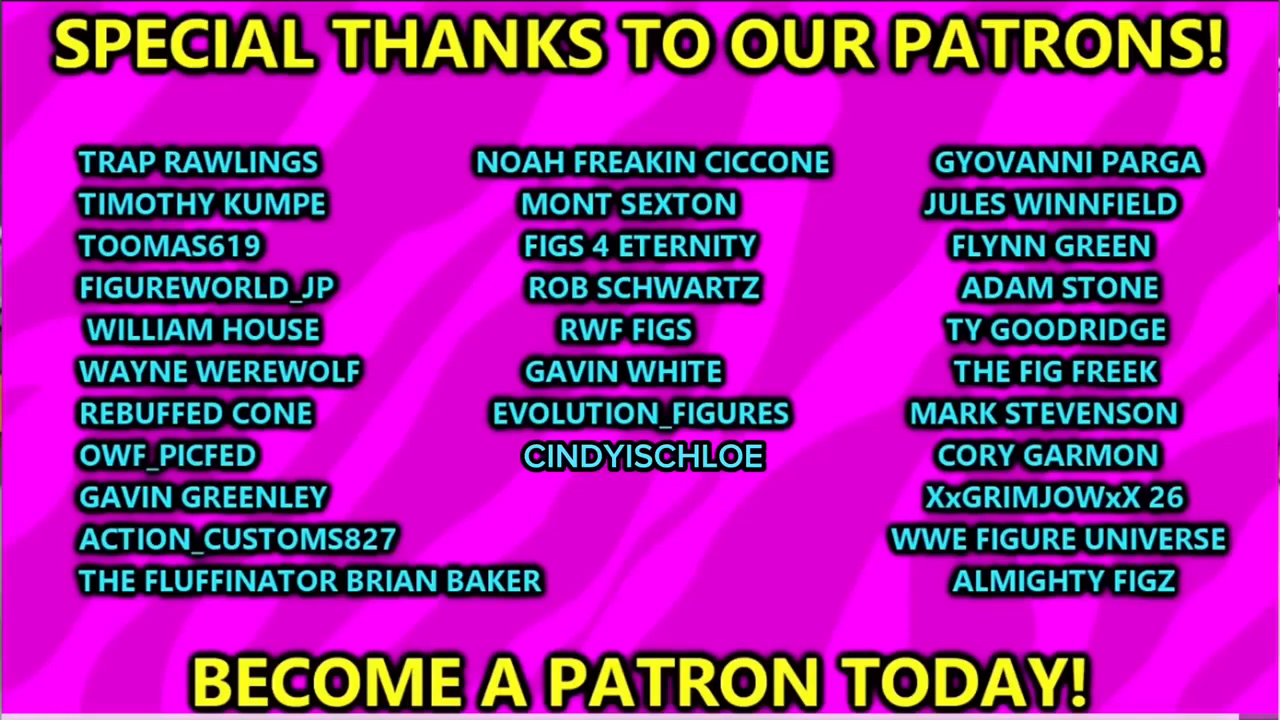 SPECIAL THANKS TO OUR PATRONS!
TRAP RAWLINGS
TIMOTHY KUMPE
TOOMAS619
FIGUREWORLD_JP
WILLIAM HOUSE
WAYNE WEREWOLF
REBUFFED CONE
OWF_PICFED
GAVIN GREENLEY
ACTION_CUSTOMS827
THE FLUFFINATOR BRIAN BAKER
NOAH FREAKIN CICCONE
MONT SEXTON
FIGS 4 ETERNITY
ROB SCHWARTZ
RWF FIGS
GAVIN WHITE
EVOLUTION_FIGURES
CINDYISCHLOE
GYOVANNI PARGA
JULES WINNFIELD
FLYNN GREEN
ADAM STONE
TY GOODRIDGE
THE FIG FREEK
MARK STEVENSON
CORY GARMON
XxGRIMJOWxX 26
WWE FIGURE UNIVERSE
ALMIGHTY FIGZ
BECOME A PATRON TODAY!